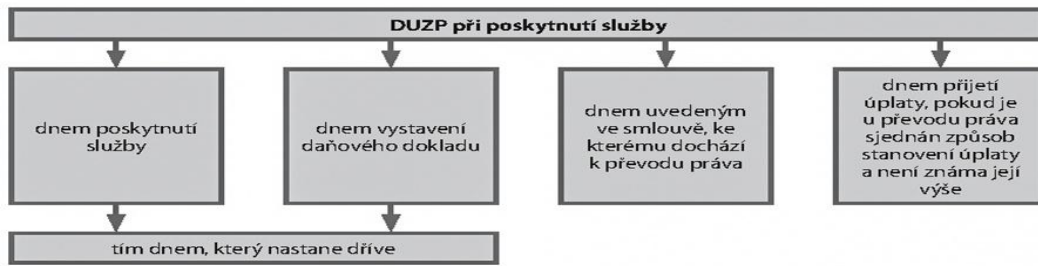 DUZP při poskytnutí služby
dnem poskytnutí
služby
dnem vystavení
daňového dokladu
dnem uvedeným
ve smlouvě, ke
kterému dochází
k převodu práva
dnem přijetí
úplaty, pokud je
u převodu práva
sjednán způsob
stanovení úplaty
a není známa její
výše
tím dnem, který nastane dříve